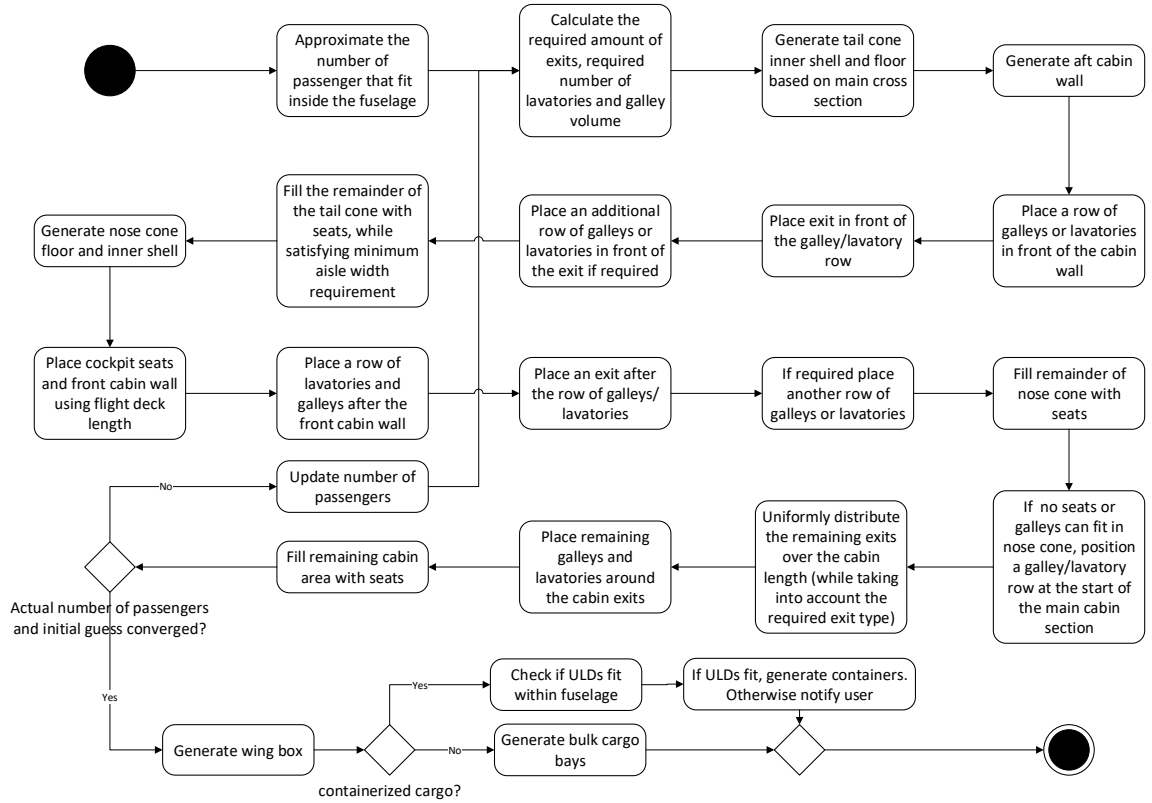 Approximate the
number of
passenger that fit
inside the fuselage
Calculate the
required amount of
exits, required
number of
lavatories and galley
volume
Generate tail cone
inner shell and floor
based on main cross
section
Generate aft cabin
wall
Place a row of
galleys or lavatories
in front of the cabin
wall
Place exit in front of
the galley/lavatory
row
Place an additional
row of galleys or
lavatories in front of
the exit if required
Fill the remainder of
the tail cone with
seats, while
satisfying minimum
aisle width
requirement
Generate nose cone
floor and inner shell
Place cockpit seats
and front cabin wall
using flight deck
length
Place a row of
lavatories and
galleys after the
front cabin wall
Place an exit after
the row of galleys/
lavatories
If required place
another row of
galleys or lavatories
Fill remainder of
nose cone with
seats
If  no seats or
galleys can fit in
nose cone, position
a galley/lavatory
row at the start of
the main cabin
section
Uniformly distribute
the remaining exits
over the cabin
length (while taking
into account the
required exit type)
Place remaining
galleys and
lavatories around
the cabin exits
Fill remaining cabin
area with seats
Actual number of passengers
and initial guess converged?
No
Update number of
passengers
Yes
Generate wing box
containerized cargo?
Yes
Check if ULDs fit
within fuselage
If ULDs fit, generate containers.
Otherwise notify user
No
Generate bulk cargo
bays